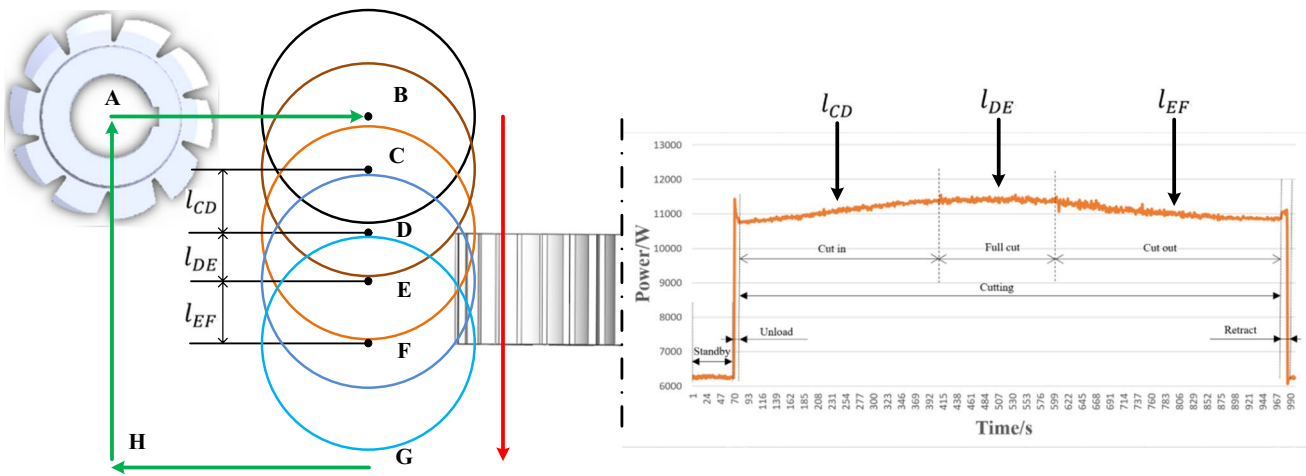 A
B
C
D
E
F
G
H
l_CD
l_DE
l_EF
l_CD
l_DE
l_EF
Power/W
13000
12000
11000
10000
9000
8000
7000
6000
Cut in
Full cut
Cut out
Cutting
Unload
Retract
Standby
1 24 47 70 93 116 139 162 185 208 231 254 277 300 323 346 369 392 415 438 461 484 507 530 553 576 599 622 645 668 691 714 737 760 783 806 829 852 875 898 921 944 967 990
Time/s